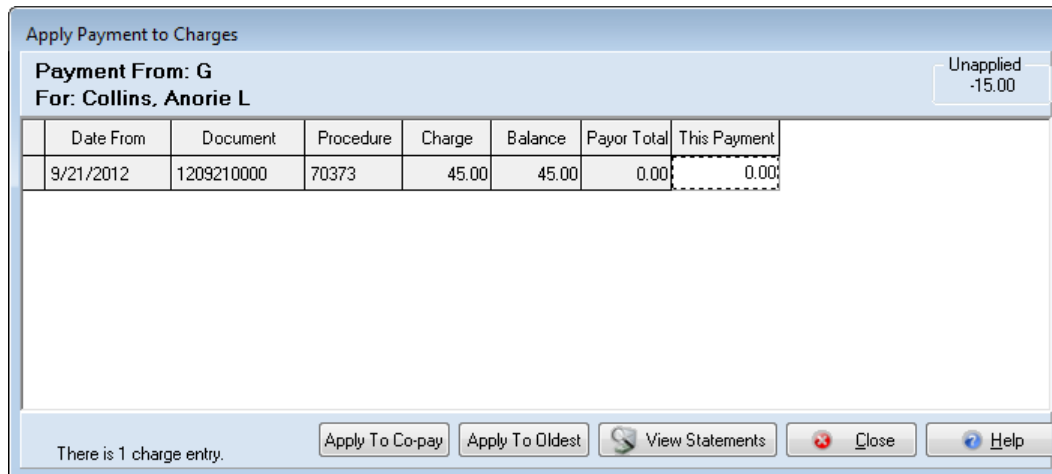 Apply Payment to Charges
Payment From: G
For: Collins, Anorie L
Unapplied
-15.00
Date From Document Procedure Charge Balance Payor Total This Payment
9/21/2012 1209210000 70373 45.00 45.00 0.00 0.00
There is 1 charge entry.
Apply To Co-pay Apply To Oldest View Statements Close Help